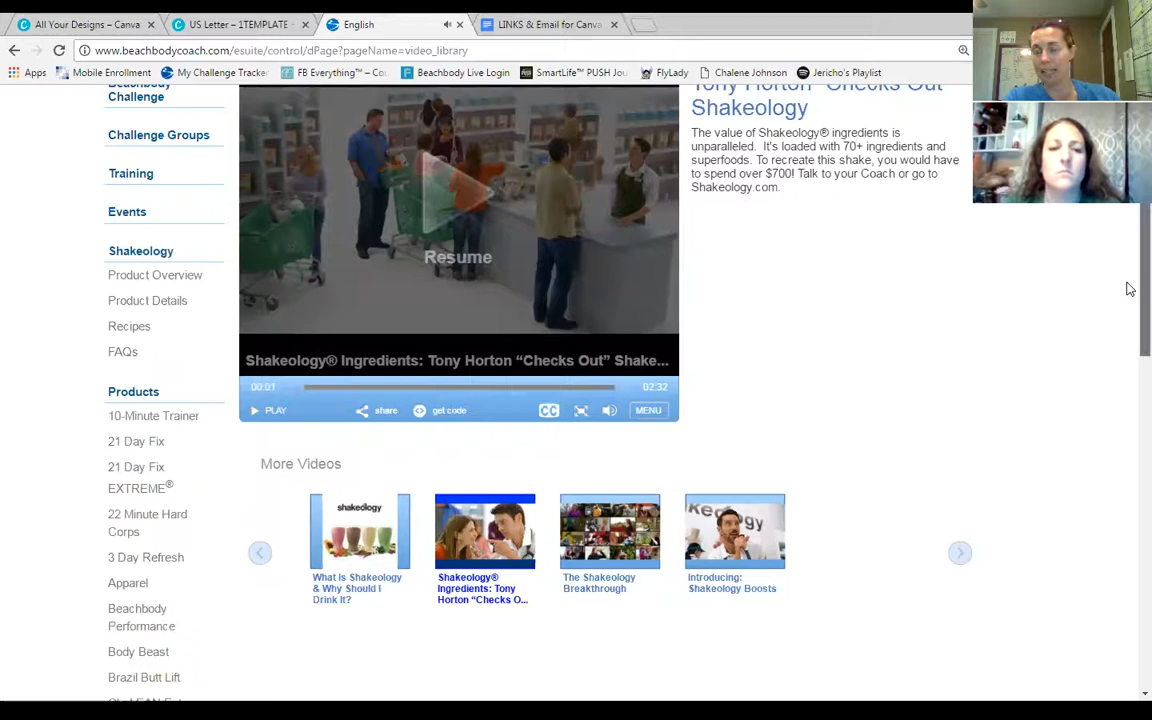 All Your Designs – Canva
US Letter – 1TEMPLATE -
English
LINKS & Email for Canva
www.beachbodycoach.com/esuite/control/dPage?pageName=video_library
Apps
Mobile Enrollment
My Challenge Tracke
FB Everything™ – Co
Beachbody Live Login
SmartLife™ PUSH Jou
FlyLady
Chalene Johnson
Jericho's Playlist
Beachbody
Challenge
Challenge Groups
Training
Events
Shakeology
Product Overview
Product Details
Recipes
FAQs
Products
10-Minute Trainer
21 Day Fix
21 Day Fix
EXTREME®
22 Minute Hard
Corps
3 Day Refresh
Apparel
Beachbody
Performance
Body Beast
Brazil Butt Lift
Resume
Shakeology® Ingredients: Tony Horton “Checks Out” Shake...
00:01
02:32
PLAY
share
get code
CC
MENU
Tony Horton “Checks Out”
Shakeology
The value of Shakeology® ingredients is
unparalleled. It's loaded with 70+ ingredients and
superfoods. To recreate this shake, you would have
to spend over $700! Talk to your Coach or go to
Shakeology.com.
More Videos
shakeology
What Is Shakeology
& Why Should I
Drink It?
Shakeology®
Ingredients: Tony
Horton “Checks O...
The Shakeology
Breakthrough
Introducing:
Shakeology Boosts